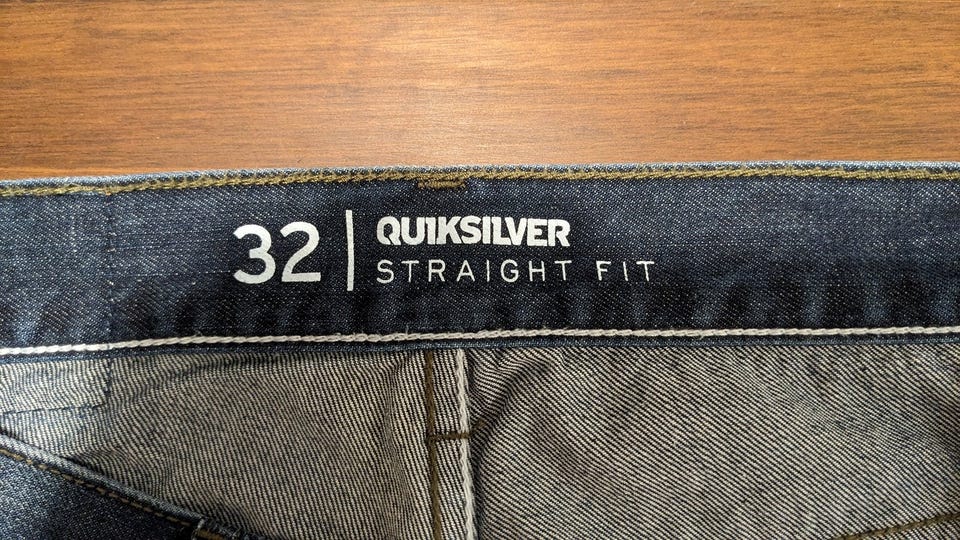 32 | QUIKSILVER
STRAIGHT FIT